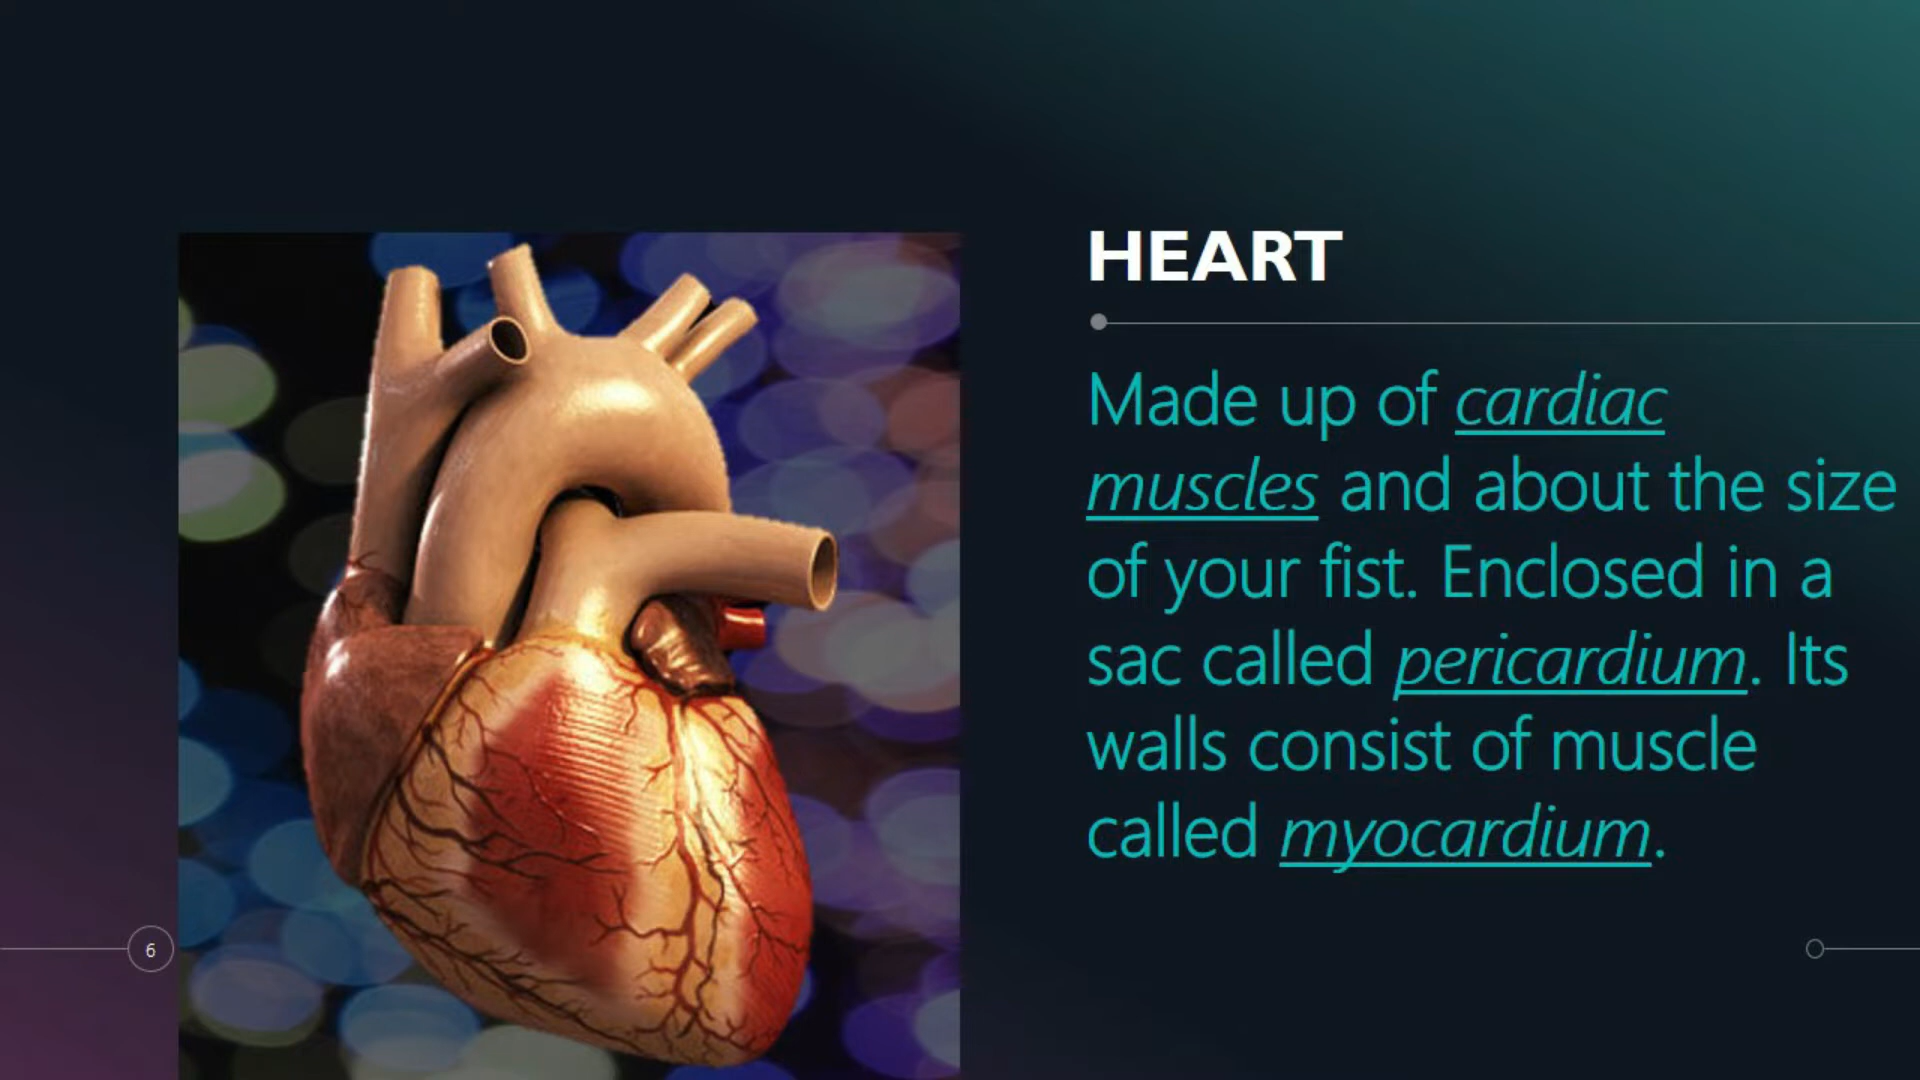 HEART
Made up of cardiac
muscles and about the size
of your fist. Enclosed in a
sac called pericardium. Its
walls consist of muscle
called myocardium.
6